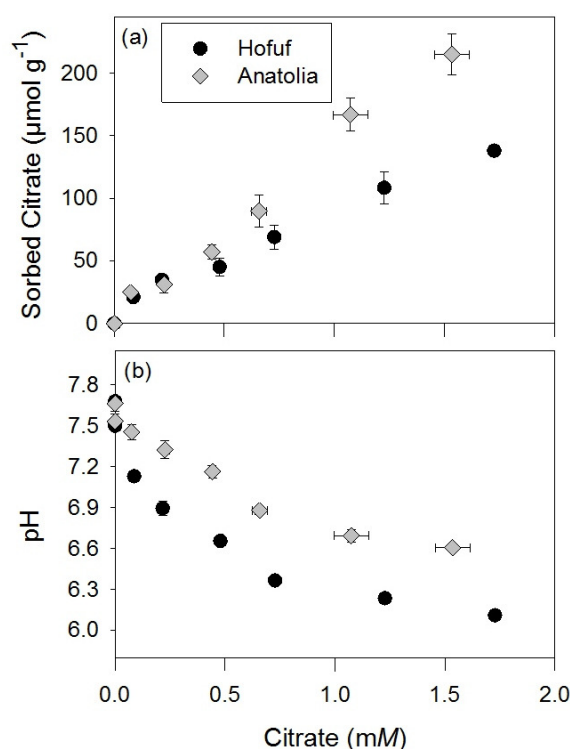 (a)
Hofuf
Anatolia
Sorbed Citrate (µmol g⁻¹)
200
150
100
50
0
(b)
pH
7.8
7.5
7.2
6.9
6.6
6.3
6.0
0.0 0.5 1.0 1.5 2.0
Citrate (mM)